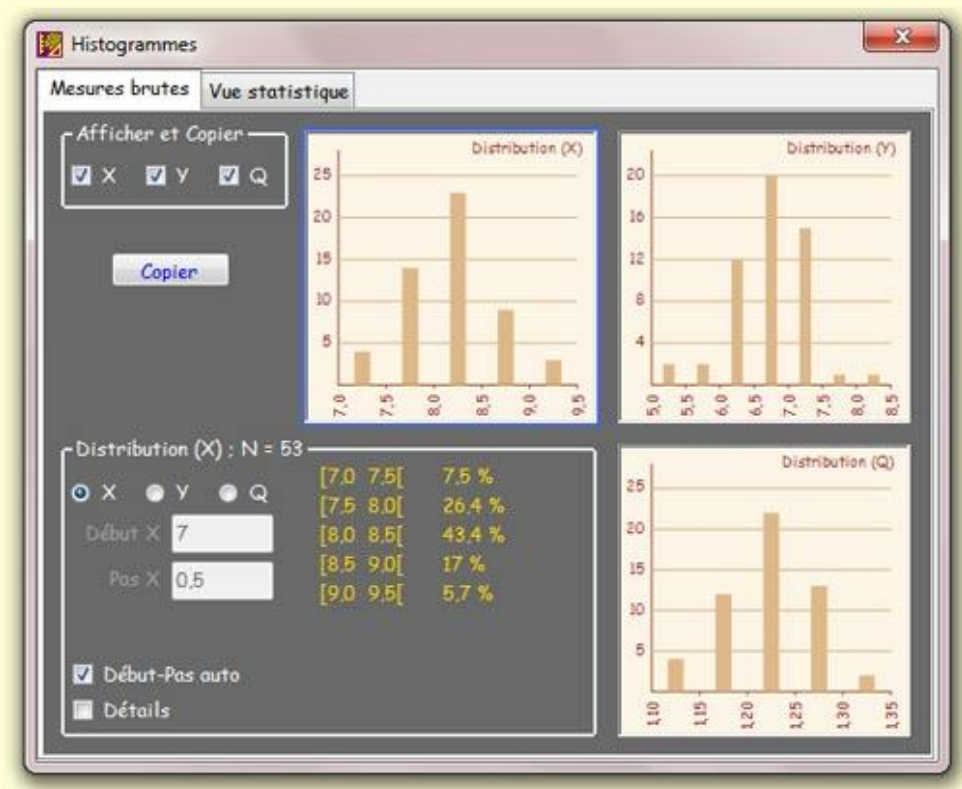 Histogrammes
Mesures brutes Vue statistique
Afficher et Copier
X Y Q
Copier
Distribution (X)
25
20
15
10
5
7,0 7,5 8,0 8,5 9,0 9,5
Distribution (Y)
20
16
12
8
4
5,0 5,5 6,0 6,5 7,0 7,5 8,0 8,5
Distribution (X) ; N = 53
X Y Q
Début X 7
Pas X 0,5
[7,0 7,5[ 7,5 %
[7,5 8,0[ 26,4 %
[8,0 8,5[ 43,4 %
[8,5 9,0[ 17 %
[9,0 9,5[ 5,7 %
Début-Pas auto
Détails
Distribution (Q)
25
20
15
10
5
1,10 1,15 1,20 1,25 1,30 1,35